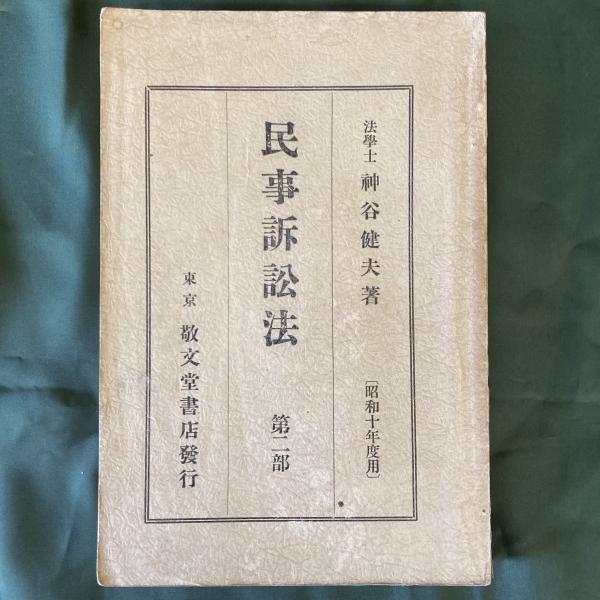 法學士 神谷健夫著 〔昭和十年度用〕
民事訴訟法 第二部
東京 敬文堂書店發行